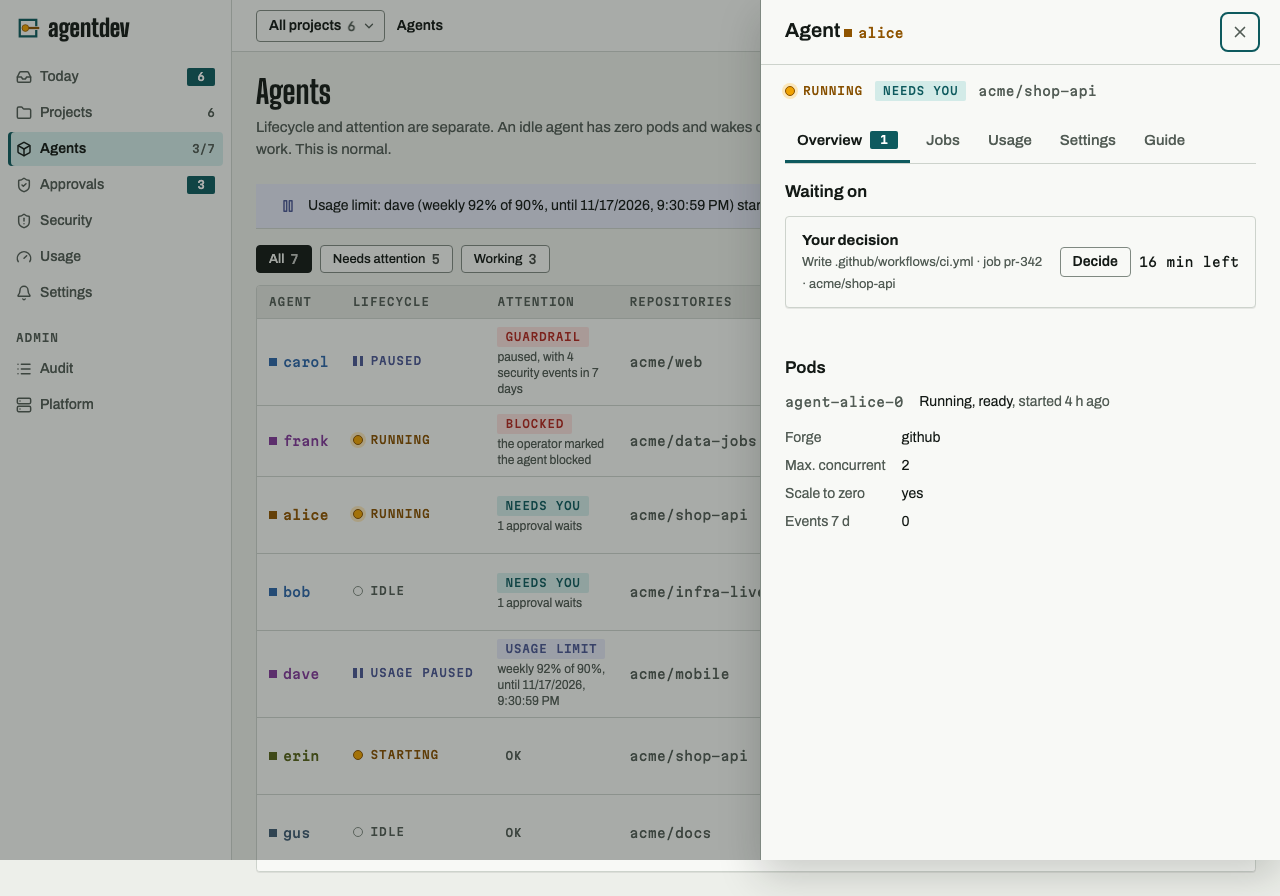 agentdev
Today 6
Projects 6
Agents 3/7
Approvals 3
Security
Usage
Settings
ADMIN
Audit
Platform
All projects 6
Agents
Agents
Lifecycle and attention are separate. An idle agent has zero pods and wakes
work. This is normal.
Usage limit: dave (weekly 92% of 90%, until 11/17/2026, 9:30:59 PM)
All 7
Needs attention 5
Working 3
AGENT LIFECYCLE ATTENTION REPOSITORIES
carol PAUSED GUARDRAIL acme/web
paused, with 4
security events in 7
days
frank RUNNING BLOCKED acme/data-jobs
the operator marked
the agent blocked
alice RUNNING NEEDS YOU acme/shop-api
1 approval waits
bob IDLE NEEDS YOU acme/infra-live
1 approval waits
dave USAGE PAUSED USAGE LIMIT acme/mobile
weekly 92% of 90%,
until 11/17/2026,
9:30:59 PM
erin STARTING OK acme/shop-api
gus IDLE OK acme/docs
Agent alice
RUNNING NEEDS YOU acme/shop-api
Overview 1 Jobs Usage Settings Guide
Waiting on
Your decision
Write .github/workflows/ci.yml · job pr-342
· acme/shop-api
Decide 16 min left
Pods
agent-alice-0 Running, ready, started 4 h ago
Forge github
Max. concurrent 2
Scale to zero yes
Events 7 d 0